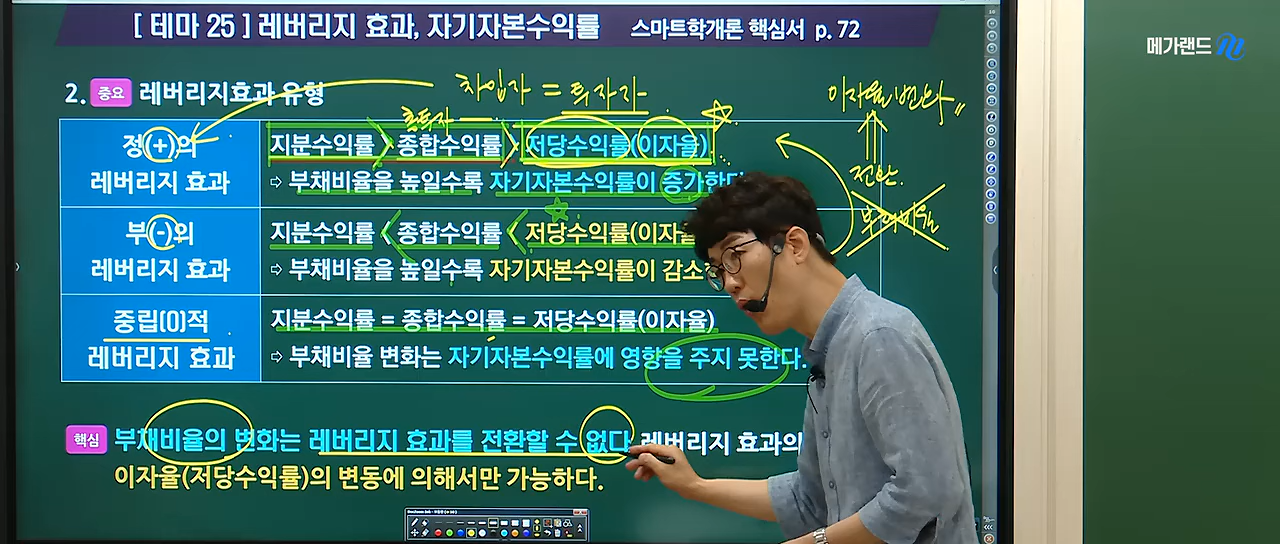 [ 테마 25 ] 레버리지 효과, 자기자본수익률 스마트학개론 핵심서 p. 72
메가랜드
2. 중요 레버리지효과 유형
차입자 = 투자자
이자율 변화
총투자
정(+)의
레버리지 효과
지분수익률 > 종합수익률 > 저당수익률(이자율)
⇨ 부채비율을 높일수록 자기자본수익률이 증가한
전환
부채비율
부(-)의
레버리지 효과
지분수익률 < 종합수익률 < 저당수익률(이자율
⇨ 부채비율을 높일수록 자기자본수익률이 감소
중립(0)적
레버리지 효과
지분수익률 = 종합수익률 = 저당수익률(이자율)
⇨ 부채비율 변화는 자기자본수익률에 영향을 주지 못한다.
핵심 부채비율의 변화는 레버리지 효과를 전환할 수 없다. 레버리지 효과의
이자율(저당수익률)의 변동에 의해서만 가능하다.